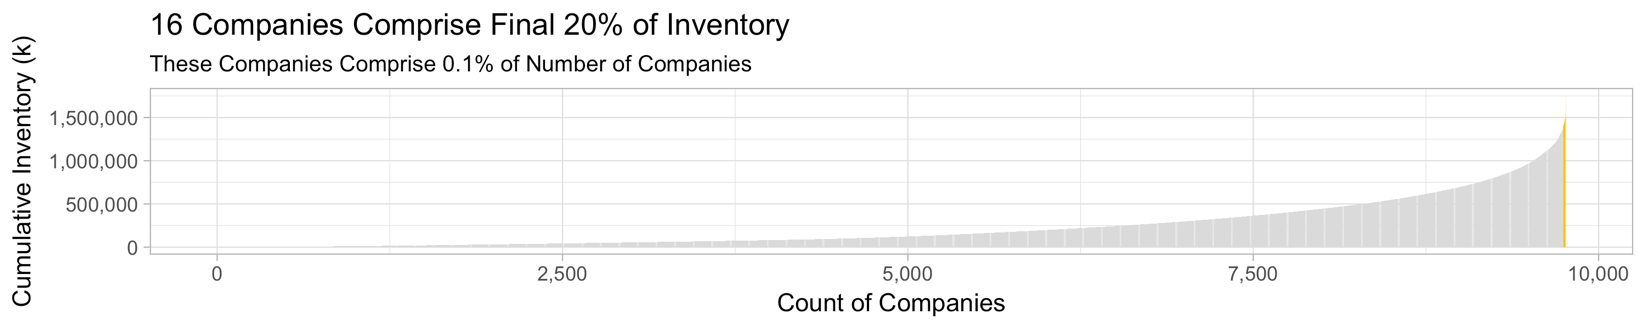 16 Companies Comprise Final 20% of Inventory
These Companies Comprise 0.1% of Number of Companies
Cumulative Inventory (k)
1,500,000
1,000,000
500,000
0
0 2,500 5,000 7,500 10,000
Count of Companies